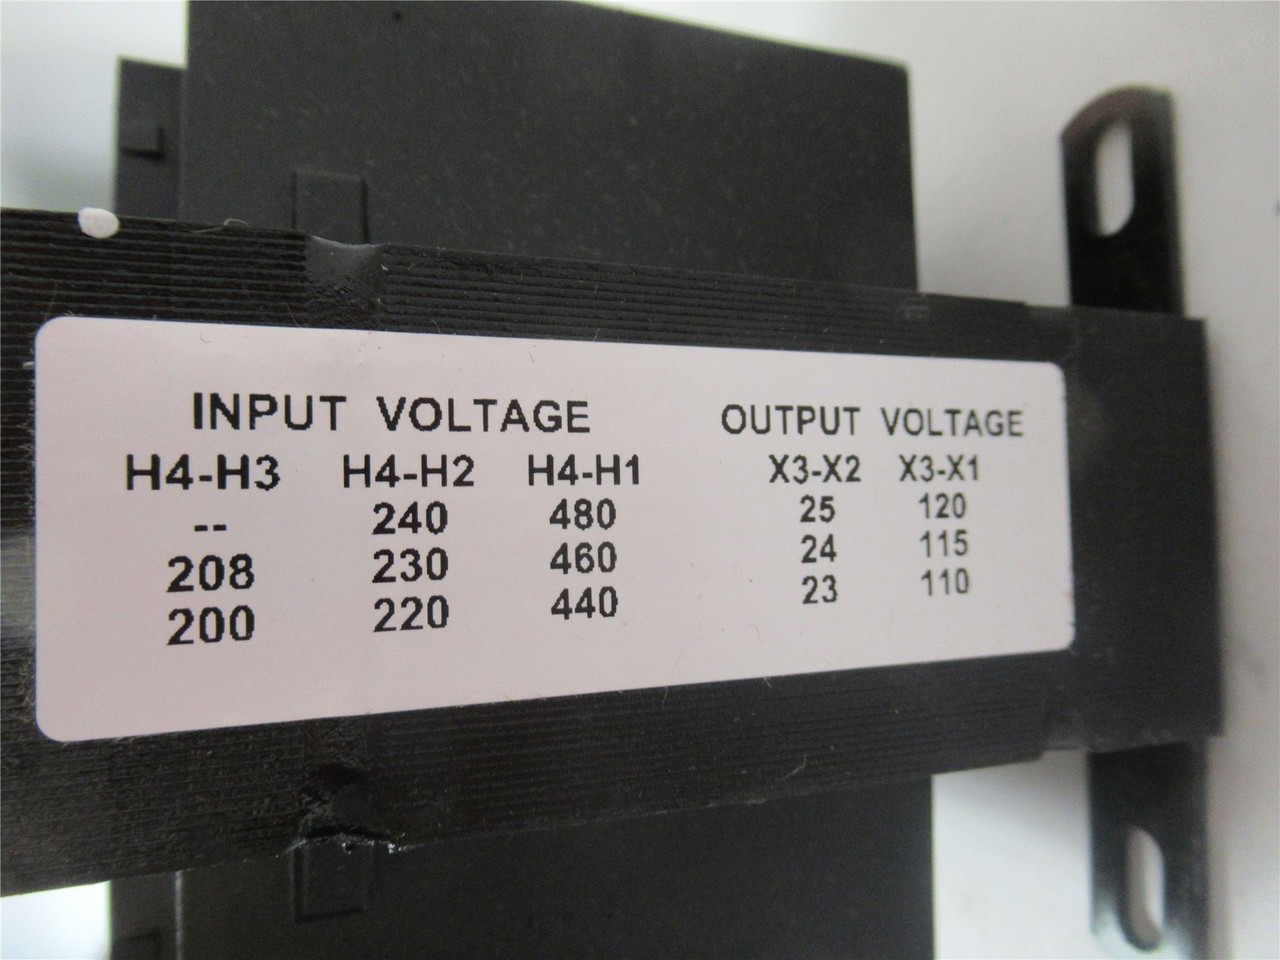 INPUT VOLTAGE OUTPUT VOLTAGE
H4-H3 H4-H2 H4-H1 X3-X2 X3-X1
-- 240 480 25 120
208 230 460 24 115
200 220 440 23 110